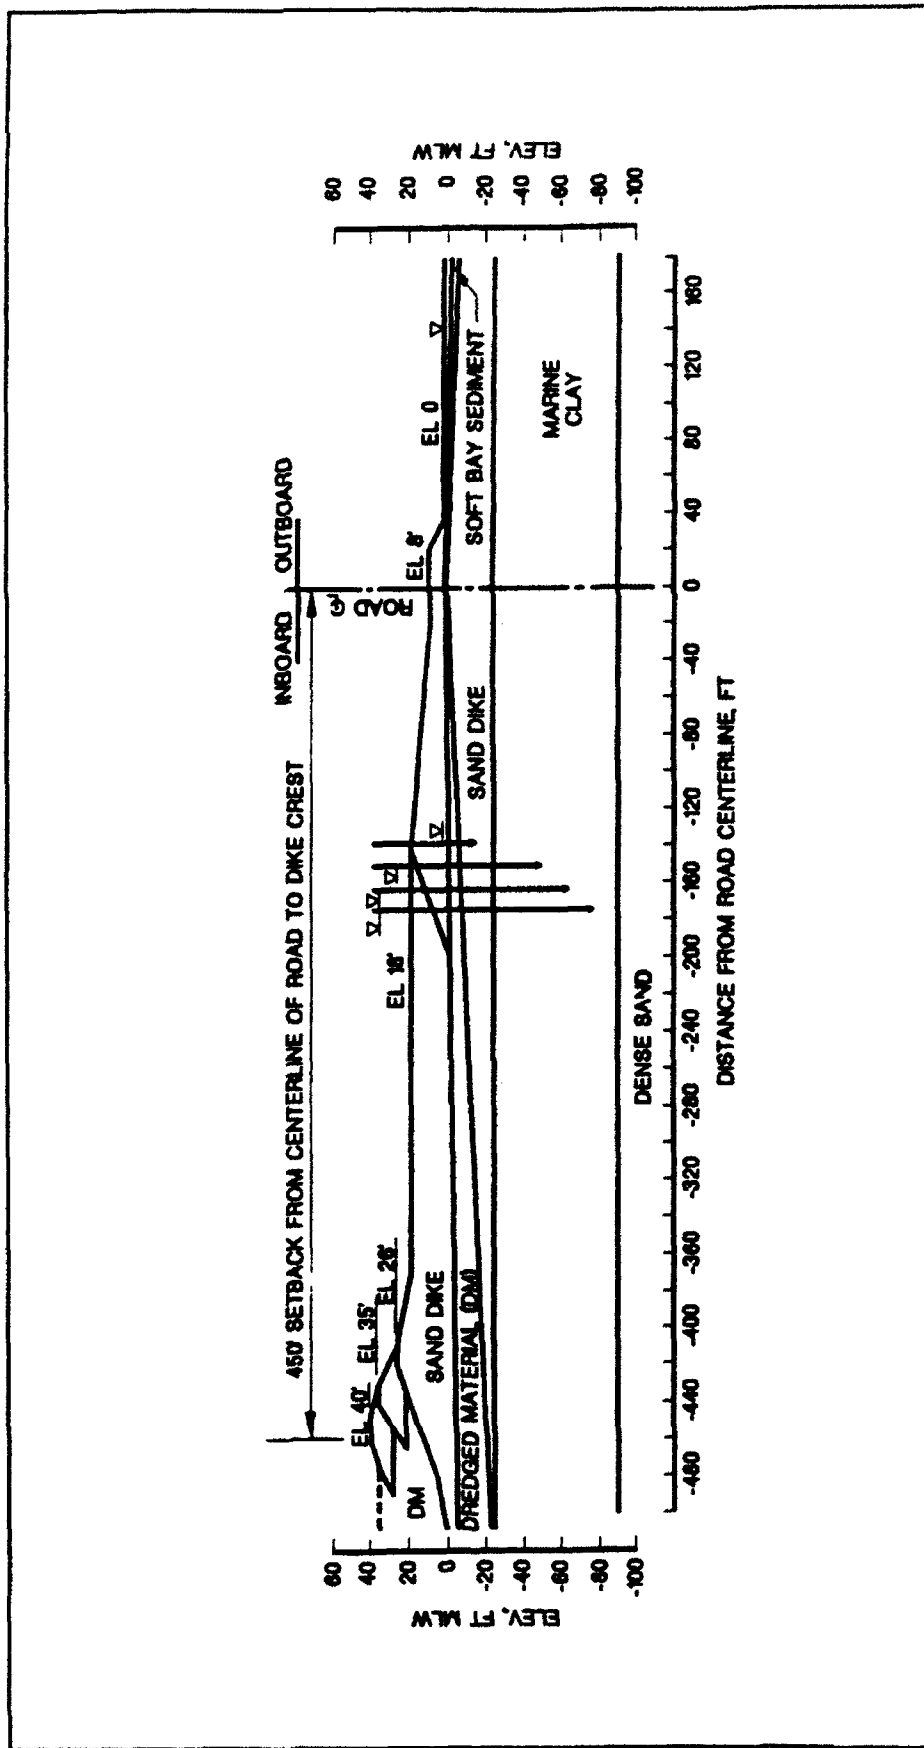 450' SETBACK FROM CENTERLINE OF ROAD TO DIKE CREST
INBOARD
OUTBOARD
ROAD ℄
EL 40'
EL 35'
EL 26'
EL 18'
EL 8'
EL 0
DM
SAND DIKE
DREDGED MATERIAL (DM)
SAND DIKE
SOFT BAY SEDIMENT
MARINE
CLAY
DENSE SAND
ELEV, FT MLW
60
40
20
0
-20
-40
-60
-80
-100
ELEV, FT MLW
60
40
20
0
-20
-40
-60
-80
-100
-480
-440
-400
-360
-320
-280
-240
-200
-160
-120
-80
-40
0
40
80
120
160
DISTANCE FROM ROAD CENTERLINE, FT